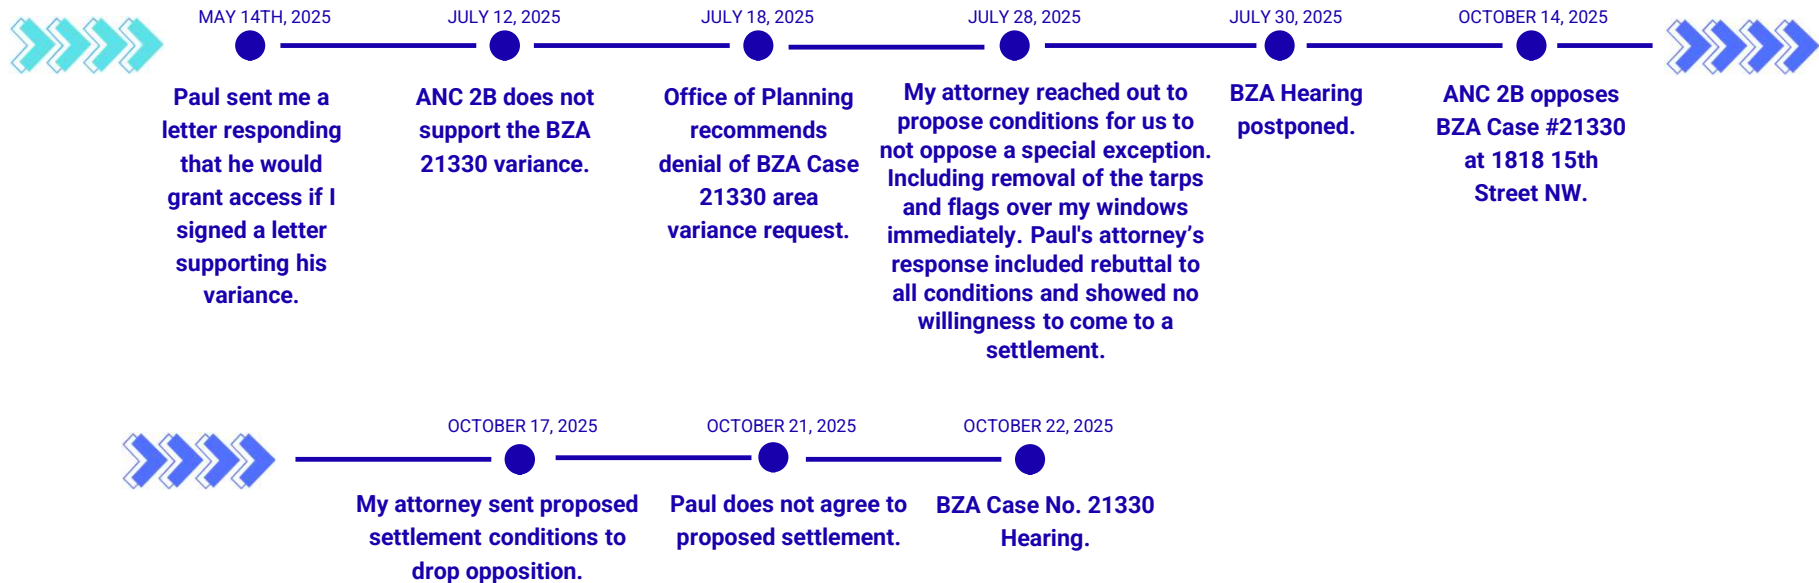 MAY 14TH, 2025
Paul sent me a
letter responding
that he would
grant access if I
signed a letter
supporting his
variance.
JULY 12, 2025
ANC 2B does not
support the BZA
21330 variance.
JULY 18, 2025
Office of Planning
recommends
denial of BZA Case
21330 area
variance request.
JULY 28, 2025
My attorney reached out to
propose conditions for us to
not oppose a special exception.
Including removal of the tarps
and flags over my windows
immediately. Paul's attorney’s
response included rebuttal to
all conditions and showed no
willingness to come to a
settlement.
JULY 30, 2025
BZA Hearing
postponed.
OCTOBER 14, 2025
ANC 2B opposes
BZA Case #21330
at 1818 15th
Street NW.
OCTOBER 17, 2025
My attorney sent proposed
settlement conditions to
drop opposition.
OCTOBER 21, 2025
Paul does not agree to
proposed settlement.
OCTOBER 22, 2025
BZA Case No. 21330
Hearing.